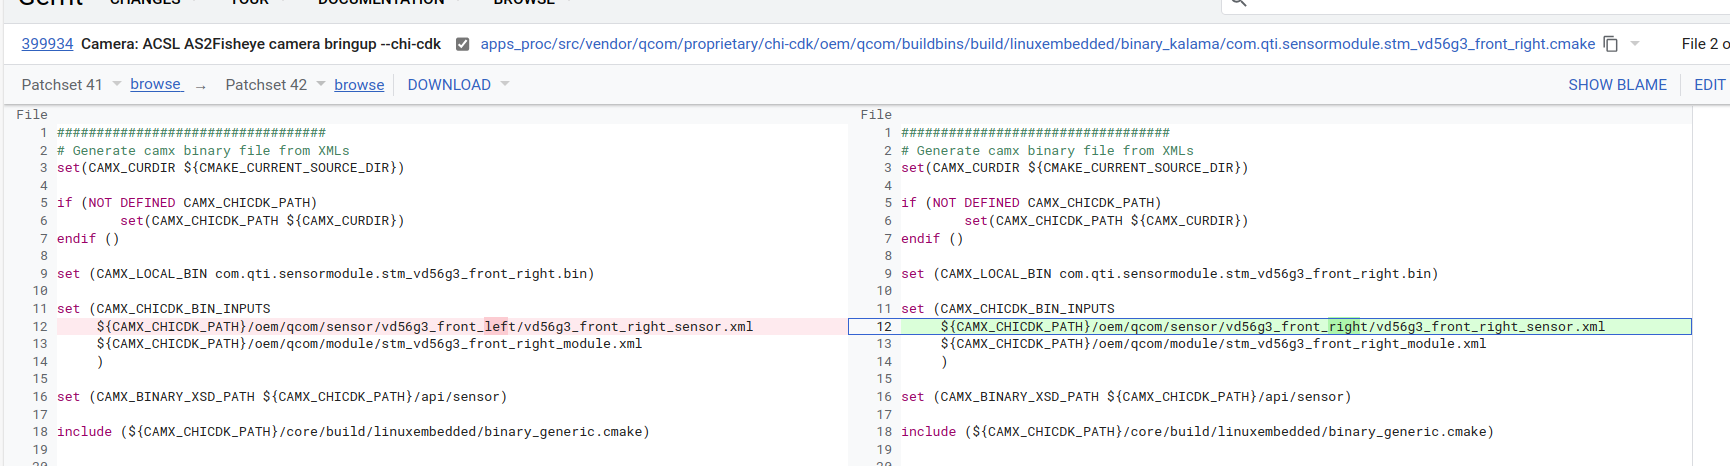 Gerrit CHANGES YOUR DOCUMENTATION BROWSE
399934 Camera: ACSL AS2Fisheye camera bringup --chi-cdk apps_proc/src/vendor/qcom/proprietary/chi-cdk/oem/qcom/buildbins/build/linuxembedded/binary_kalama/com.qti.sensormodule.stm_vd56g3_front_right.cmake File 2 o
Patchset 41 browse → Patchset 42 browse DOWNLOAD SHOW BLAME EDIT
File
1 ##################################
2 # Generate camx binary file from XMLs
3 set(CAMX_CURDIR ${CMAKE_CURRENT_SOURCE_DIR})
4
5 if (NOT DEFINED CAMX_CHICDK_PATH)
6 set(CAMX_CHICDK_PATH ${CAMX_CURDIR})
7 endif ()
8
9 set (CAMX_LOCAL_BIN com.qti.sensormodule.stm_vd56g3_front_right.bin)
10
11 set (CAMX_CHICDK_BIN_INPUTS
12 ${CAMX_CHICDK_PATH}/oem/qcom/sensor/vd56g3_front_left/vd56g3_front_right_sensor.xml
13 ${CAMX_CHICDK_PATH}/oem/qcom/module/stm_vd56g3_front_right_module.xml
14 )
15
16 set (CAMX_BINARY_XSD_PATH ${CAMX_CHICDK_PATH}/api/sensor)
17
18 include (${CAMX_CHICDK_PATH}/core/build/linuxembedded/binary_generic.cmake)
19
20
File
1 ##################################
2 # Generate camx binary file from XMLs
3 set(CAMX_CURDIR ${CMAKE_CURRENT_SOURCE_DIR})
4
5 if (NOT DEFINED CAMX_CHICDK_PATH)
6 set(CAMX_CHICDK_PATH ${CAMX_CURDIR})
7 endif ()
8
9 set (CAMX_LOCAL_BIN com.qti.sensormodule.stm_vd56g3_front_right.bin)
10
11 set (CAMX_CHICDK_BIN_INPUTS
12 ${CAMX_CHICDK_PATH}/oem/qcom/sensor/vd56g3_front_right/vd56g3_front_right_sensor.xml
13 ${CAMX_CHICDK_PATH}/oem/qcom/module/stm_vd56g3_front_right_module.xml
14 )
15
16 set (CAMX_BINARY_XSD_PATH ${CAMX_CHICDK_PATH}/api/sensor)
17
18 include (${CAMX_CHICDK_PATH}/core/build/linuxembedded/binary_generic.cmake)
19
20